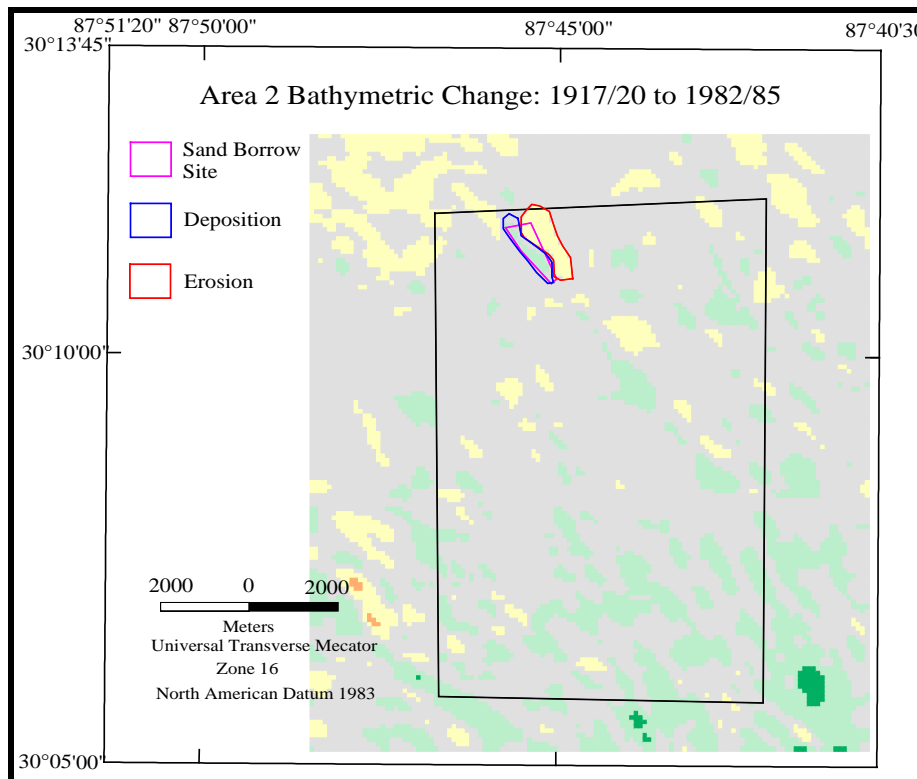 87°51'20" 87°50'00" 87°45'00" 87°40'30
30°13'45"
Area 2 Bathymetric Change: 1917/20 to 1982/85
Sand Borrow
Site
Deposition
Erosion
30°10'00"
2000 0 2000
Meters
Universal Transverse Mecator
Zone 16
North American Datum 1983
30°05'00"